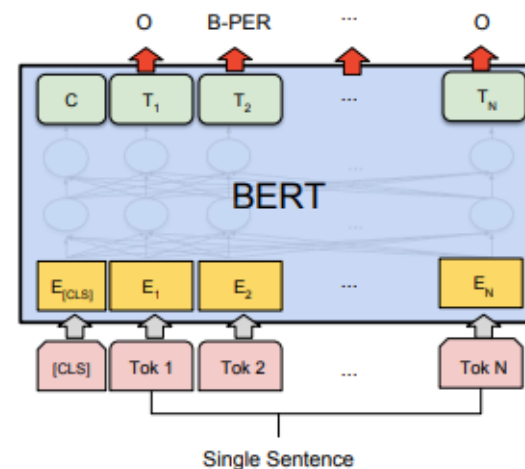 O B-PER ... O
C T1 T2 ... TN
...
BERT
...
E[CLS] E1 E2 ... EN
[CLS] Tok 1 Tok 2 ... Tok N
Single Sentence